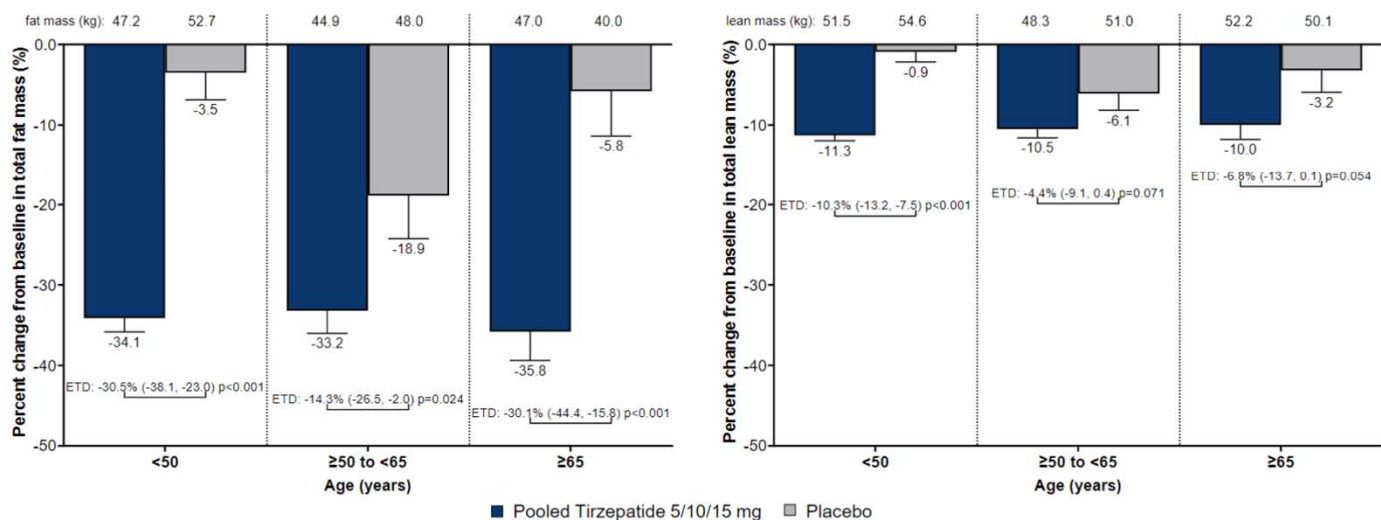 fat mass (kg): 47.2 52.7 44.9 48.0 47.0 40.0
Percent change from baseline in total fat mass (%)
0.0
-10
-20
-30
-40
-50
-3.5
-5.8
-18.9
-34.1
-33.2
-35.8
ETD: -30.5% (-38.1, -23.0) p<0.001
ETD: -14.3% (-26.5, -2.0) p=0.024
ETD: -30.1% (-44.4, -15.8) p<0.001
<50 ≥50 to <65 ≥65
Age (years)
lean mass (kg): 51.5 54.6 48.3 51.0 52.2 50.1
Percent change from baseline in total lean mass (%)
0.0
-10
-20
-30
-40
-50
-0.9
-6.1
-3.2
-11.3
-10.5
-10.0
ETD: -10.3% (-13.2, -7.5) p<0.001
ETD: -4.4% (-9.1, 0.4) p=0.071
ETD: -6.8% (-13.7, 0.1) p=0.054
<50 ≥50 to <65 ≥65
Age (years)
Pooled Tirzepatide 5/10/15 mg Placebo